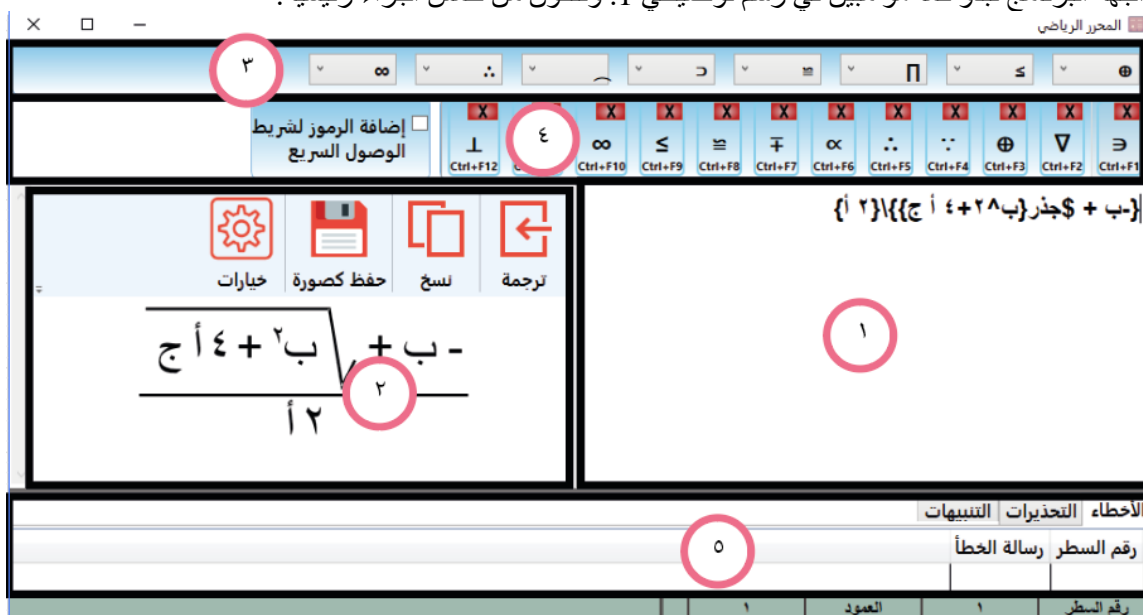 المحرر الرياضي
⊕ ≤ ∏ ≌ ⊂ ⌒ ∴ ∞
٣
X X X X X X X X X X X
∋ ∇ ⊕ ∵ ∴ ∝ ∓ ≌ ≥ ∞ ⊥
Ctrl+F1 Ctrl+F2 Ctrl+F3 Ctrl+F4 Ctrl+F5 Ctrl+F6 Ctrl+F7 Ctrl+F8 Ctrl+F9 Ctrl+F10 Ctrl+F12
٤
إضافة الرموز لشريط
الوصول السريع
{-ب + $جذر{ب^٢+٤ أ ج}}\{٢ أ}
١
ترجمة نسخ حفظ كصورة خيارات
- ب + √ ب٢ + ٤ أ ج
٢ أ
٢
الأخطاء التحذيرات التنبيهات
رقم السطر رسالة الخطأ
٥
رقم السطر ١ العمود ١